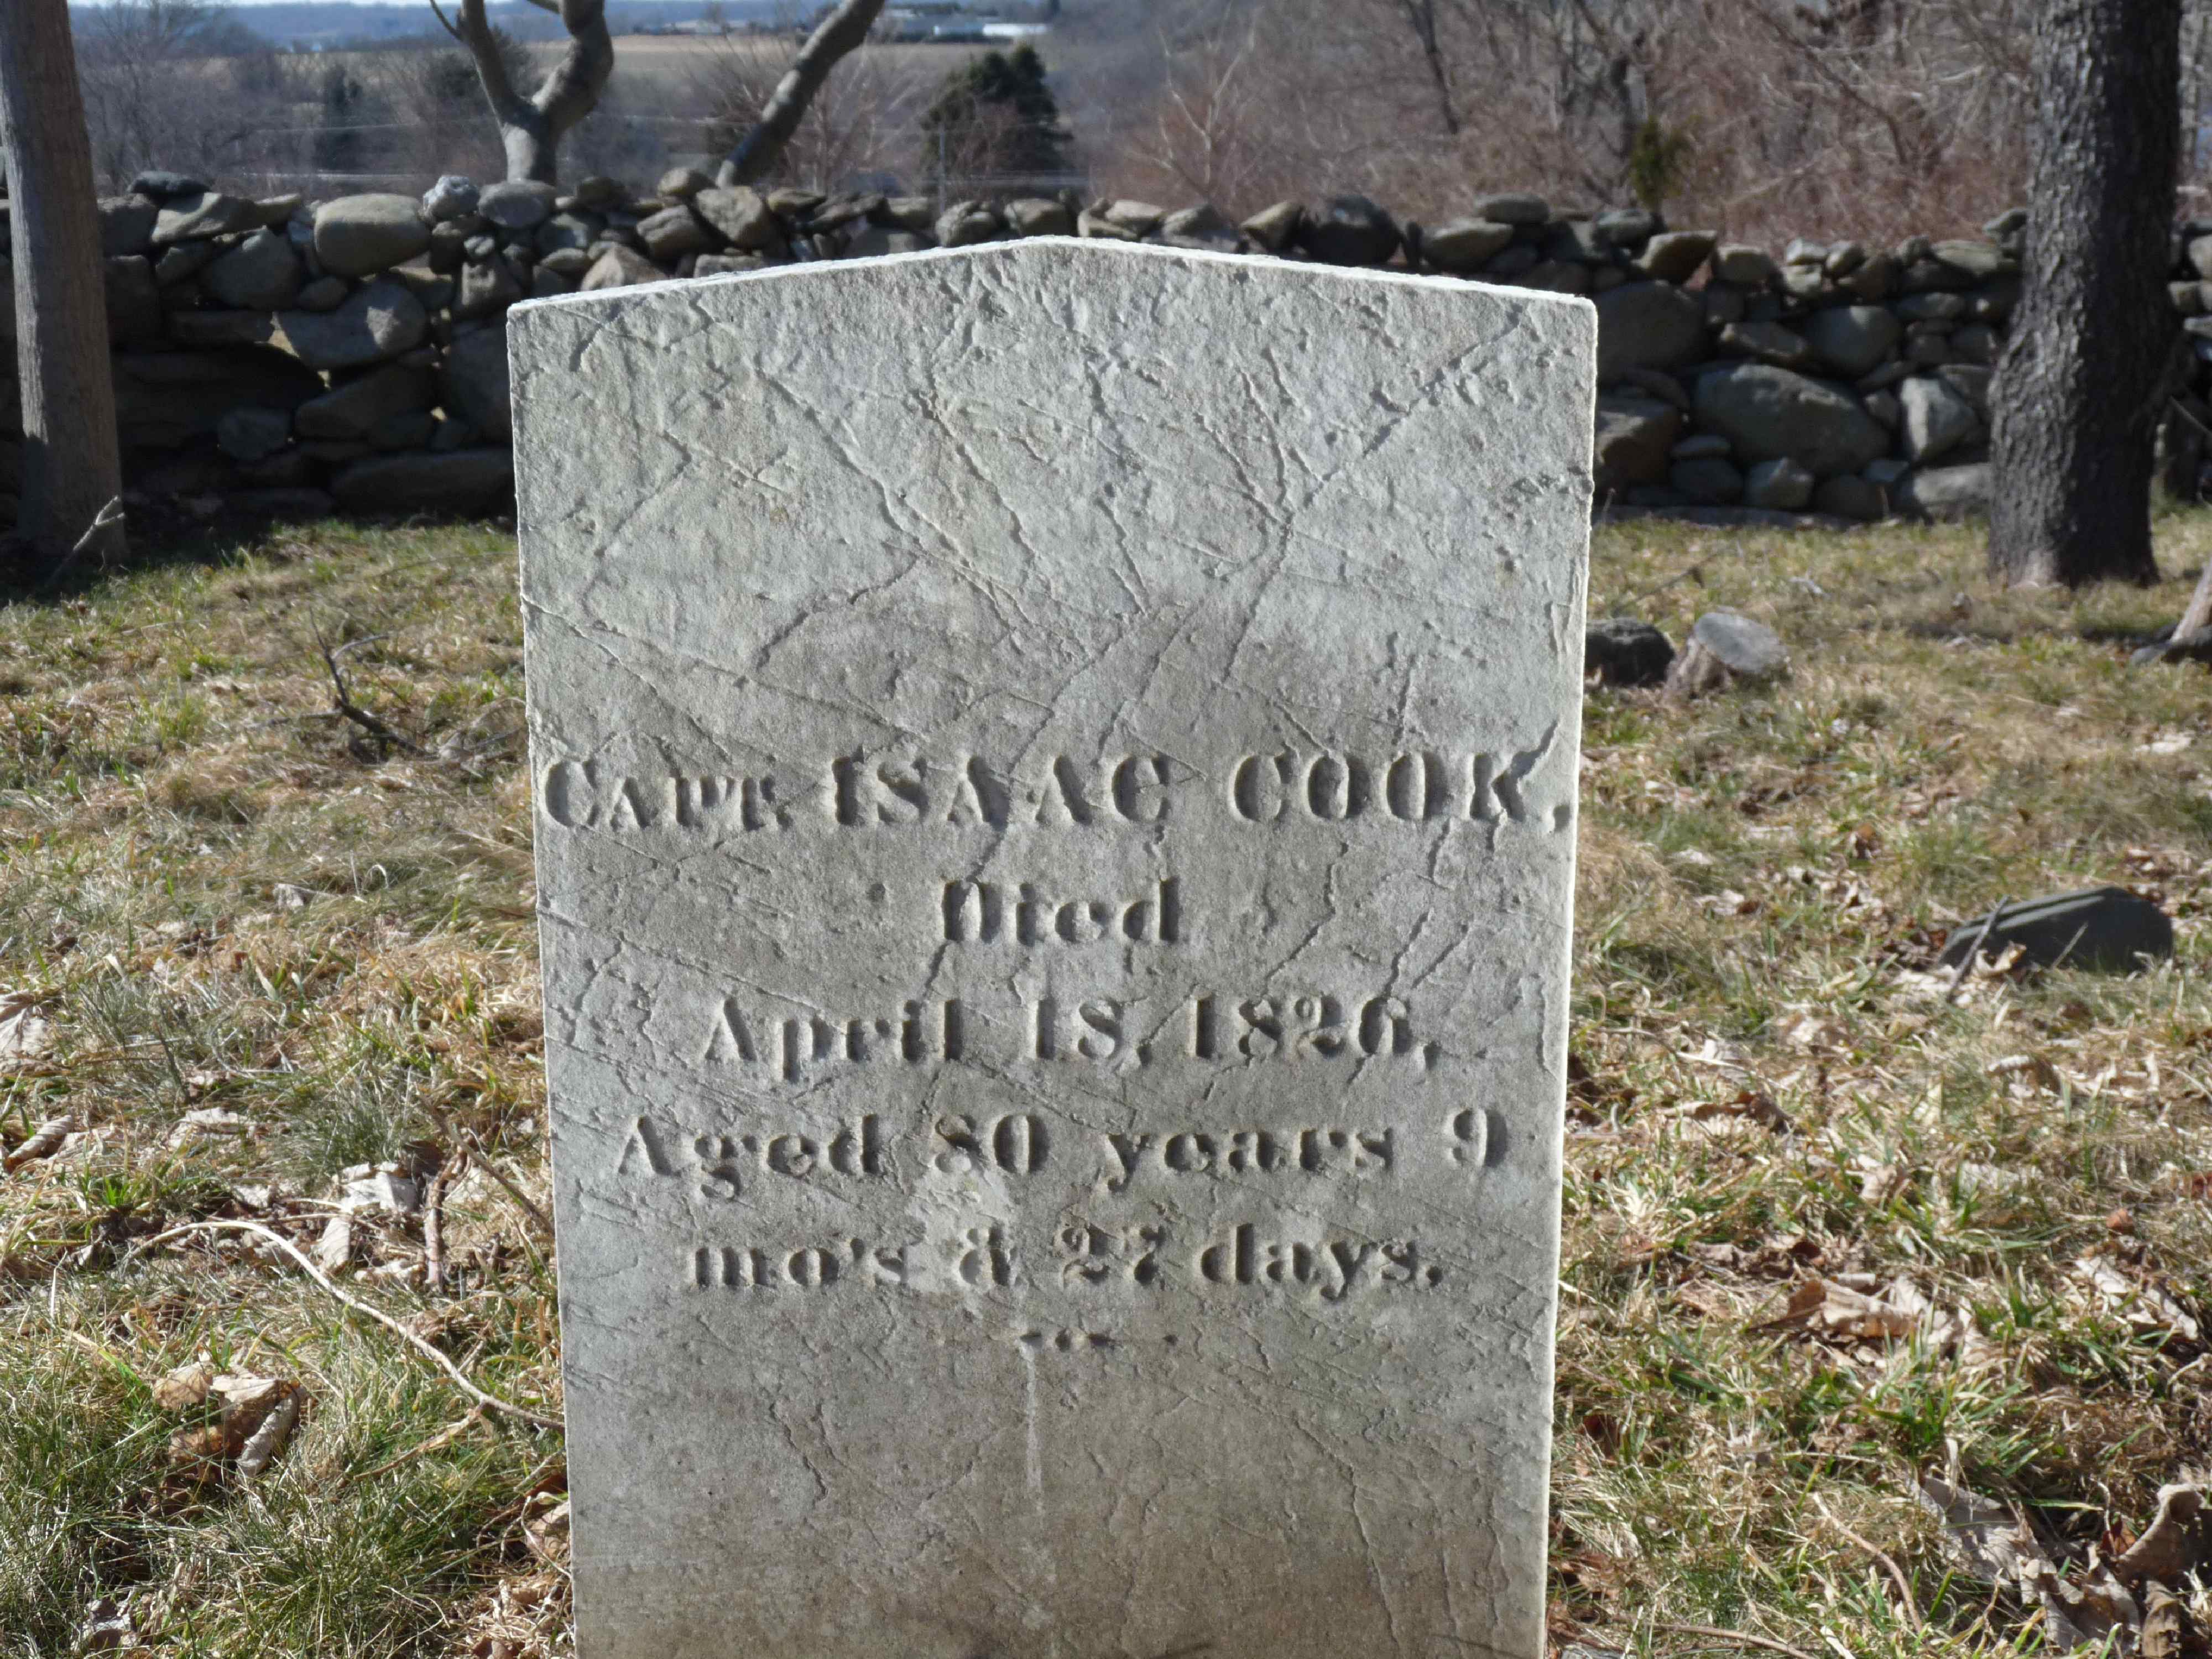 CAPT. ISAAC COOK,
Died
April 18, 1826,
Aged 80 years 9
mo's & 27 days.